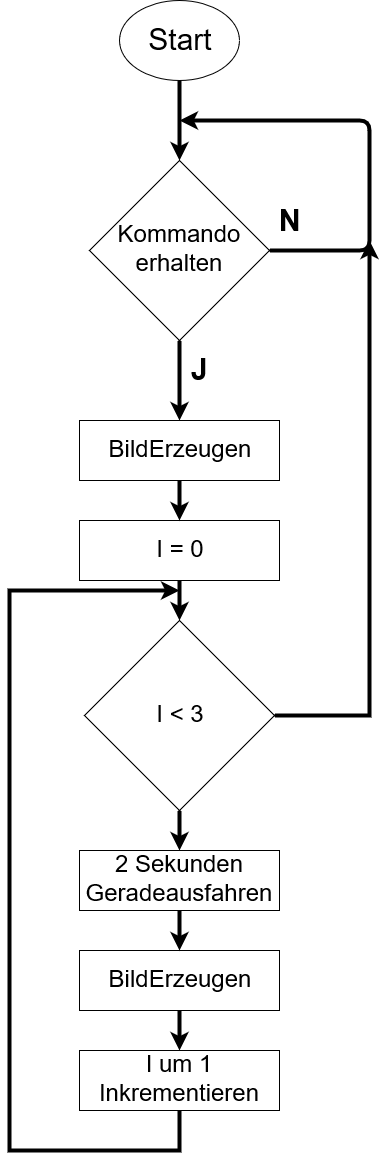 Start
Kommando
erhalten
N
J
BildErzeugen
I = 0
I < 3
2 Sekunden
Geradeausfahren
BildErzeugen
I um 1
Inkrementieren